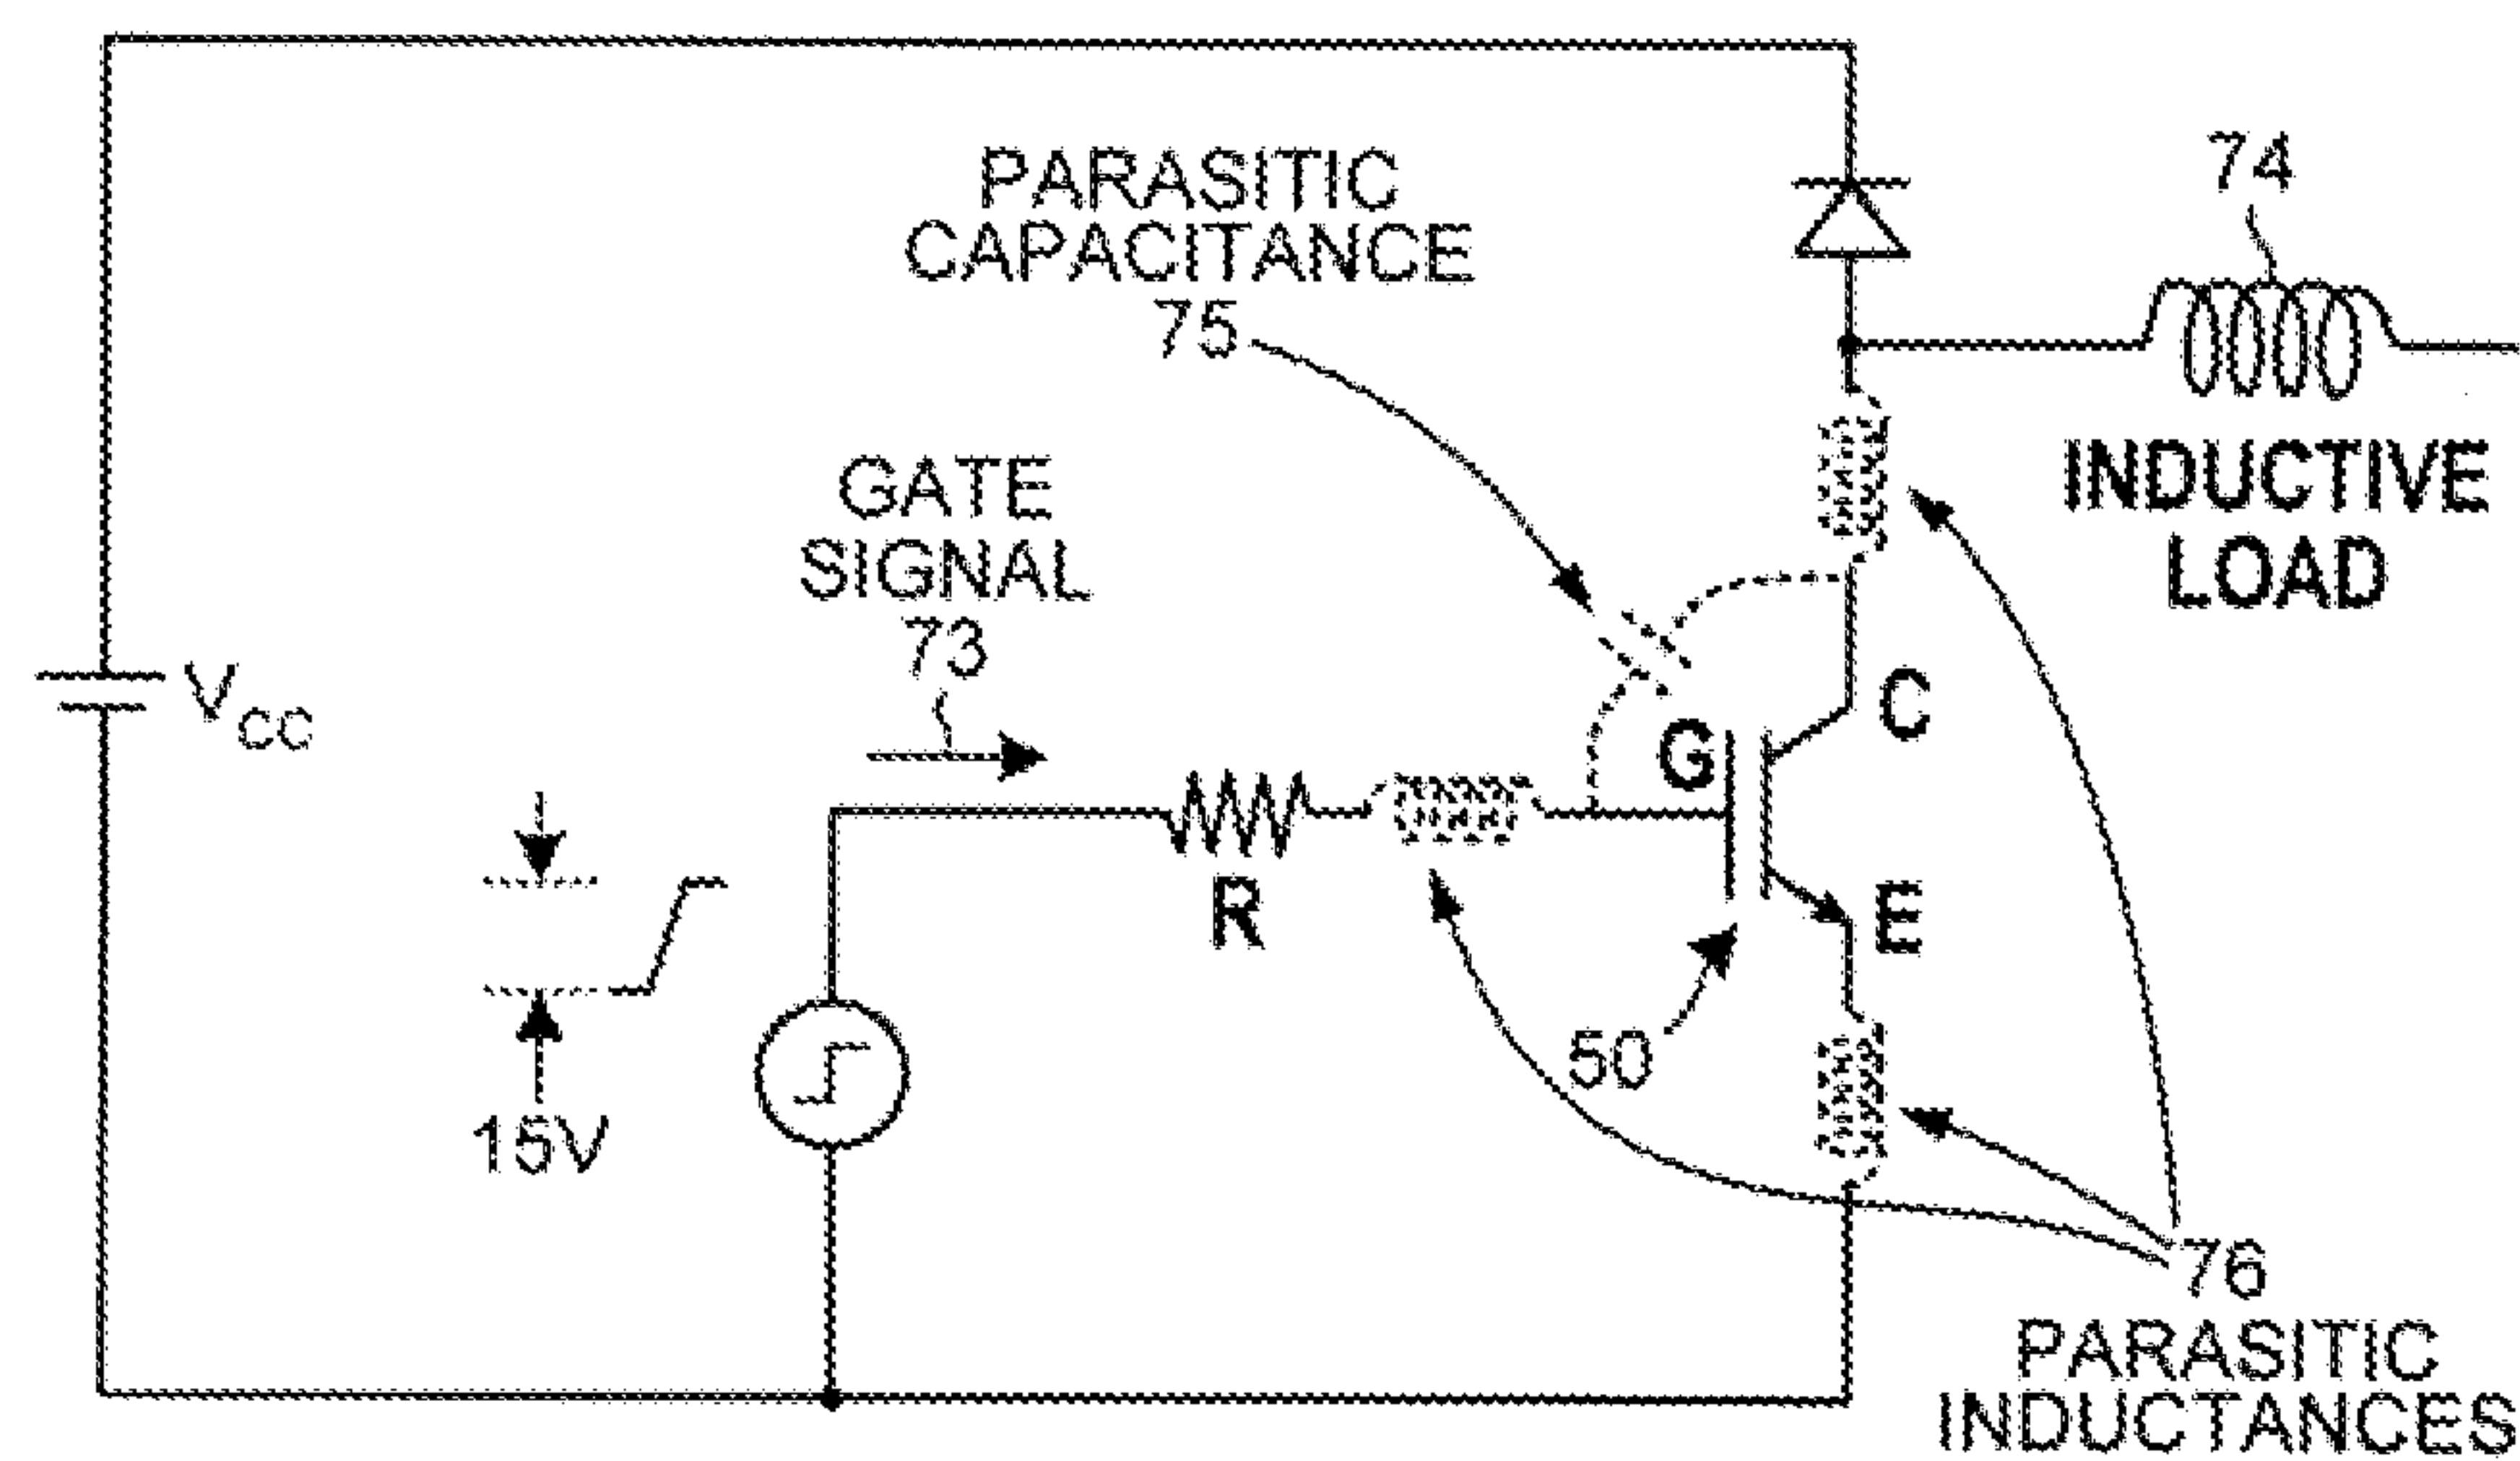 74
PARASITIC
CAPACITANCE
75
INDUCTIVE
LOAD
GATE
SIGNAL
73
VCC
C
G
R
E
50
15V
76
PARASITIC
INDUCTANCES